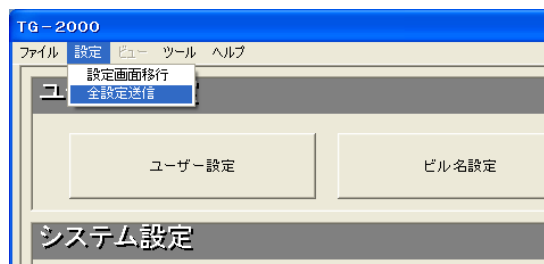 TG-2000
ファイル 設定 ビュー ツール ヘルプ
設定画面移行
全設定送信
ユーザー設定 ビル名設定
システム設定